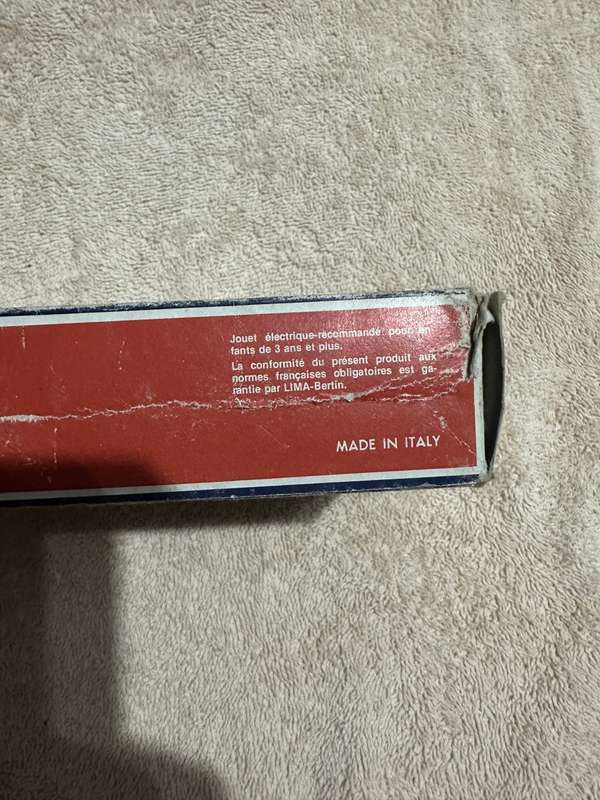 Jouet électrique-recommandé pour en-
fants de 3 ans et plus.
La conformité du présent produit aux
normes françaises obligatoires est ga-
rantie par LIMA-Bertin.
MADE IN ITALY